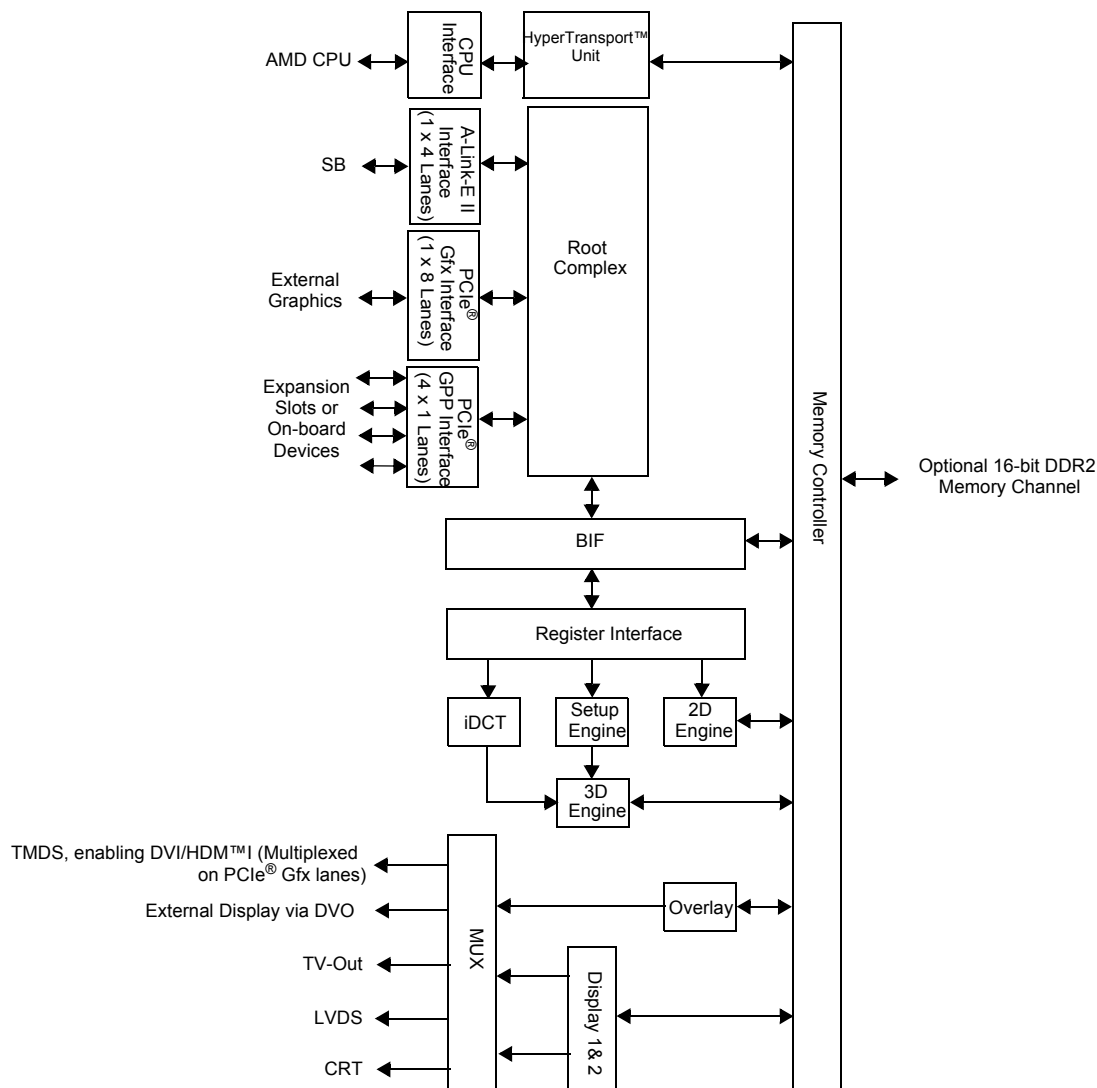 AMD CPU
CPU
Interface
HyperTransport™
Unit
SB
A-Link-E II
Interface
(1 x 4 Lanes)
External
Graphics
PCIe®
Gfx Interface
(1 x 8 Lanes)
Root
Complex
Expansion
Slots or
On-board
Devices
PCIe®
GPP Interface
(4 x 1 Lanes)
Memory Controller
Optional 16-bit DDR2
Memory Channel
BIF
Register Interface
iDCT
Setup
Engine
2D
Engine
3D
Engine
TMDS, enabling DVI/HDM™I (Multiplexed
on PCIe® Gfx lanes)
External Display via DVO
TV-Out
LVDS
CRT
MUX
Overlay
Display 1& 2